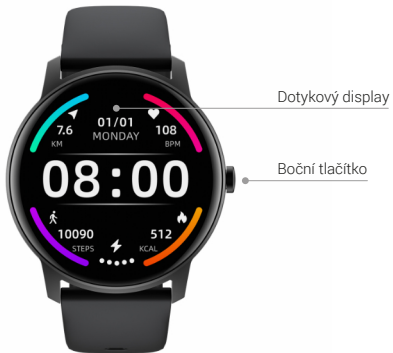 01/01
7.6
108
MONDAY
KM
BPM
08:00
10090
512
STEPS
KCAL
Dotykový display
Boční tlačítko